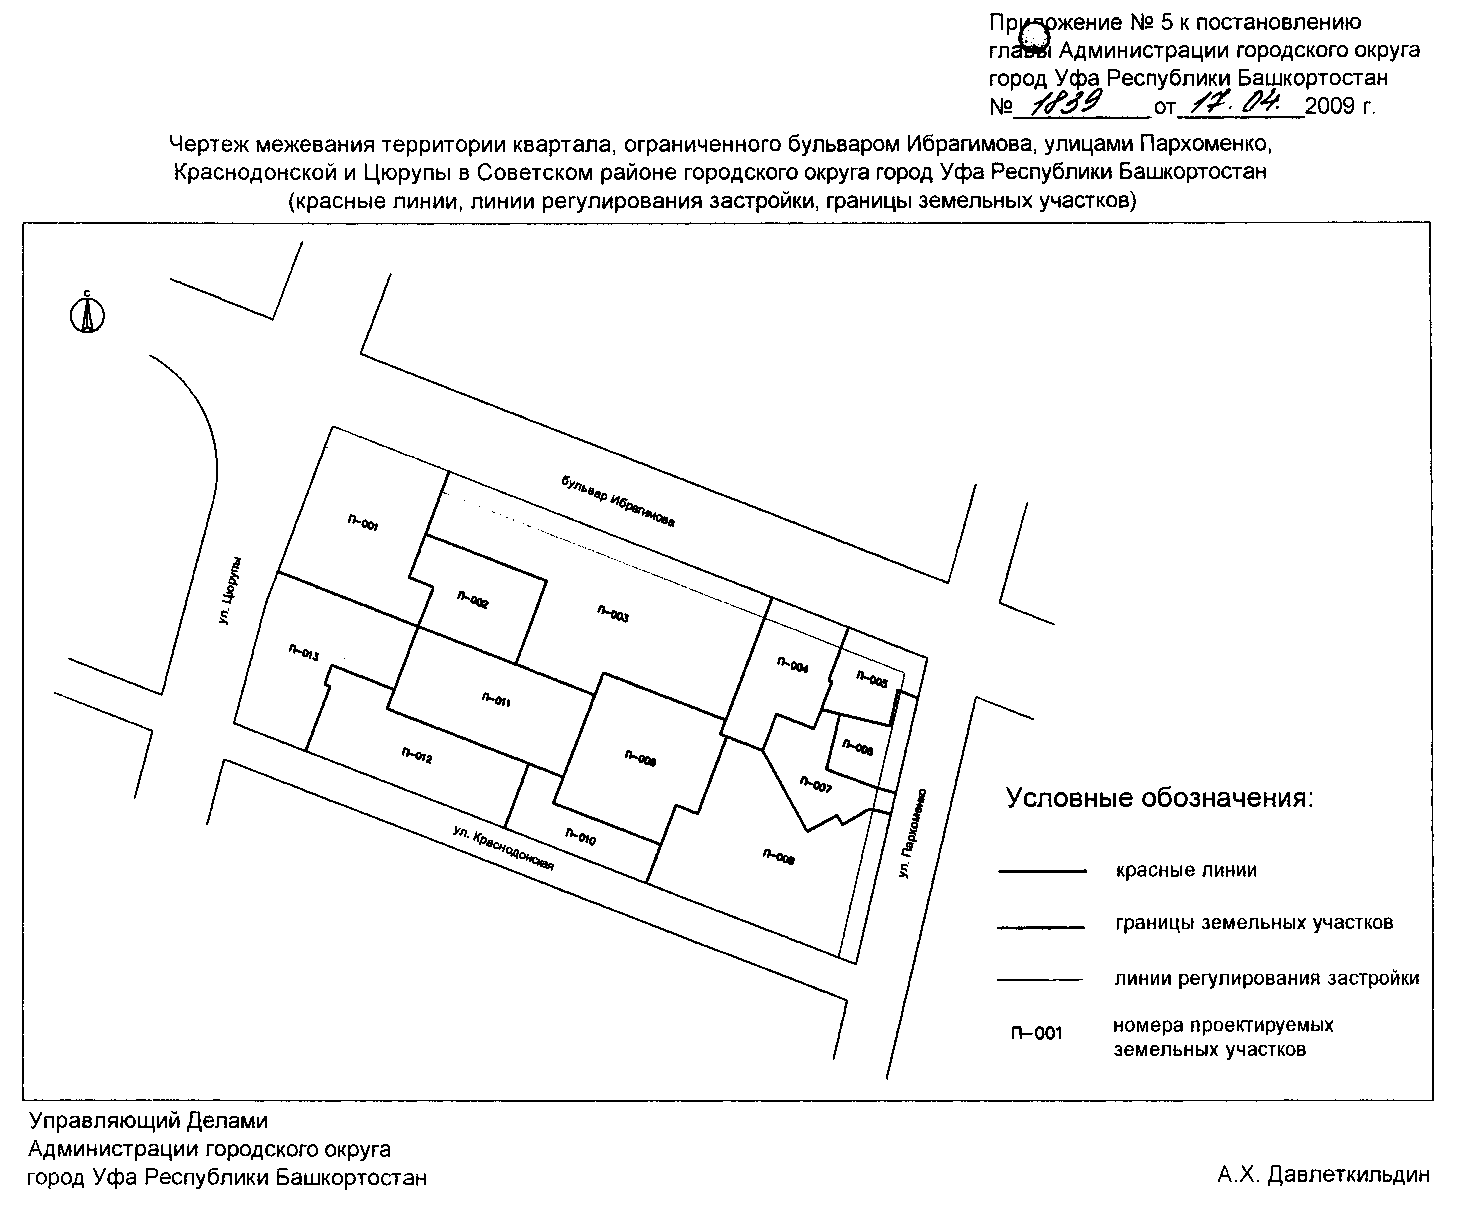 Приложение № 5 к постановлению
главы Администрации городского округа
город Уфа Республики Башкортостан
№ 1839 от 17.04. 2009 г.
Чертеж межевания территории квартала, ограниченного бульваром Ибрагимова, улицами Пархоменко,
Краснодонской и Цюрупы в Советском районе городского округа город Уфа Республики Башкортостан
(красные линии, линии регулирования застройки, границы земельных участков)
с
бульвар Ибрагимова
П-001
ул. Цюрупы
П-002
П-003
П-004
П-005
П-013
П-011
П-006
П-012
П-007
ул. Краснодонская
П-010
П-008
ул. Паркоменко
Условные обозначения:
красные линии
границы земельных участков
линии регулирования застройки
П-001
номера проектируемых
земельных участков
Управляющий Делами
Администрации городского округа
город Уфа Республики Башкортостан
А.Х. Давлеткильдин